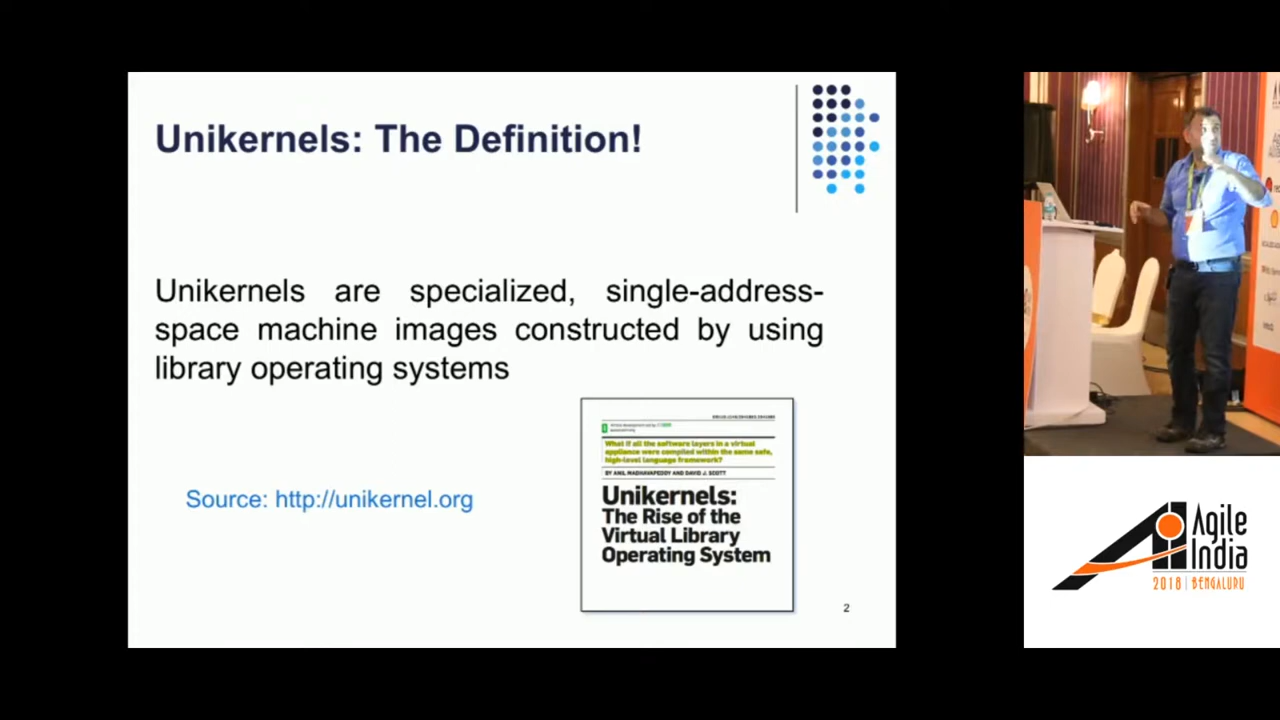 Unikernels: The Definition!
Unikernels are specialized, single-address-
space machine images constructed by using
library operating systems
Source: http://unikernel.org
What if all the software layers in a virtual
appliance were compiled within the same safe,
high-level language framework?
BY ANIL MADHAVAPEDDY AND DAVID J. SCOTT
Unikernels:
The Rise of the
Virtual Library
Operating System
2
Agile
India
2018 | BENGALURU